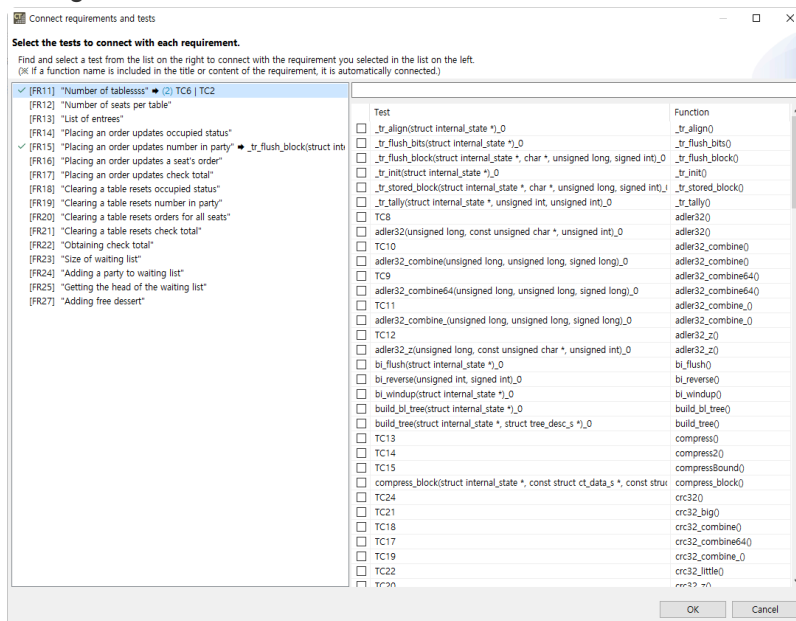 Connect requirements and tests
Select the tests to connect with each requirement.
Find and select a test from the list on the right to connect with the requirement you selected in the list on the left.
(※ If a function name is included in the title or content of the requirement, it is automatically connected.)
[FR11] "Number of tablessss" ➡ (2) TC6 | TC2
[FR12] "Number of seats per table"
[FR13] "List of entrees"
[FR14] "Placing an order updates occupied status"
[FR15] "Placing an order updates number in party" ➡ _tr_flush_block(struct inte
[FR16] "Placing an order updates a seat's order"
[FR17] "Placing an order updates check total"
[FR18] "Clearing a table resets occupied status"
[FR19] "Clearing a table resets number in party"
[FR20] "Clearing a table resets orders for all seats"
[FR21] "Clearing a table resets check total"
[FR22] "Obtaining check total"
[FR23] "Size of waiting list"
[FR24] "Adding a party to waiting list"
[FR25] "Getting the head of the waiting list"
[FR27] "Adding free dessert"
Test Function
_tr_align(struct internal_state *)_0 _tr_align()
_tr_flush_bits(struct internal_state *)_0 _tr_flush_bits()
_tr_flush_block(struct internal_state *, char *, unsigned long, signed int)_0 _tr_flush_block()
_tr_init(struct internal_state *)_0 _tr_init()
_tr_stored_block(struct internal_state *, char *, unsigned long, signed int)_( _tr_stored_block()
_tr_tally(struct internal_state *, unsigned int, unsigned int)_0 _tr_tally()
TC8 adler32()
adler32(unsigned long, const unsigned char *, unsigned int)_0 adler32()
TC10 adler32_combine()
adler32_combine(unsigned long, unsigned long, signed long)_0 adler32_combine()
TC9 adler32_combine64()
adler32_combine64(unsigned long, unsigned long, signed long)_0 adler32_combine64()
TC11 adler32_combine_()
adler32_combine_(unsigned long, unsigned long, signed long)_0 adler32_combine_()
TC12 adler32_z()
adler32_z(unsigned long, const unsigned char *, unsigned int)_0 adler32_z()
bi_flush(struct internal_state *)_0 bi_flush()
bi_reverse(unsigned int, signed int)_0 bi_reverse()
bi_windup(struct internal_state *)_0 bi_windup()
build_bl_tree(struct internal_state *)_0 build_bl_tree()
build_tree(struct internal_state *, struct tree_desc_s *)_0 build_tree()
TC13 compress()
TC14 compress2()
TC15 compressBound()
compress_block(struct internal_state *, const struct ct_data_s *, const struc compress_block()
TC24 crc32()
TC21 crc32_big()
TC18 crc32_combine()
TC17 crc32_combine64()
TC19 crc32_combine_()
TC22 crc32_little()
TC20 crc32_z()
OK Cancel